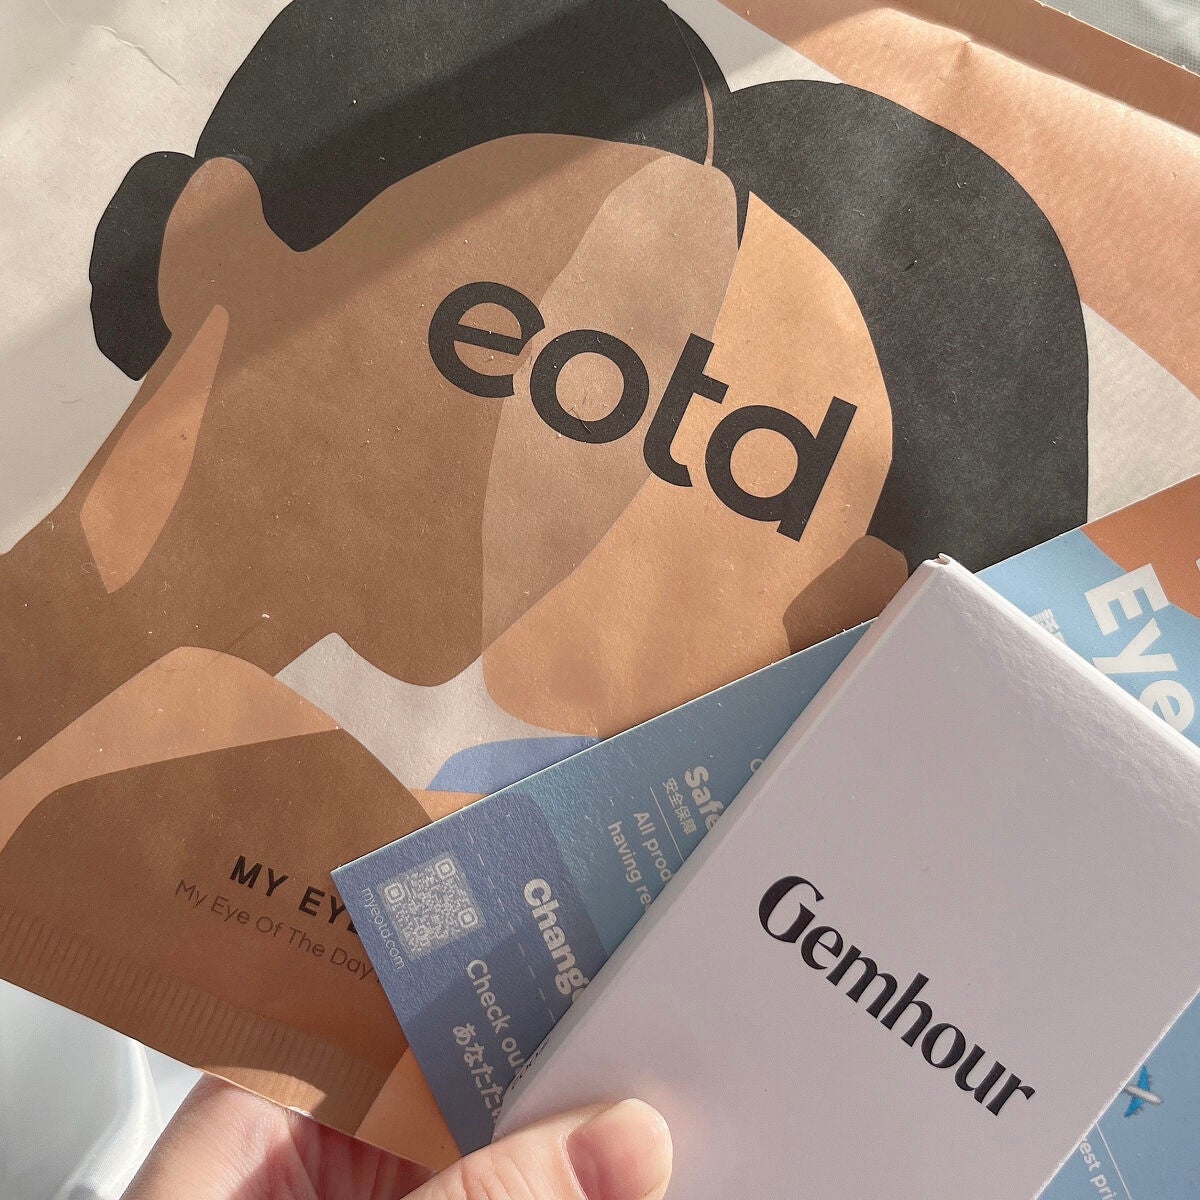 eotd
MY EYE
My Eye Of The Day
Eye
Safe
安全保障
All prod
having re
myeotd.com
Chang
Check ou
あなただ
Gemhour
est pri